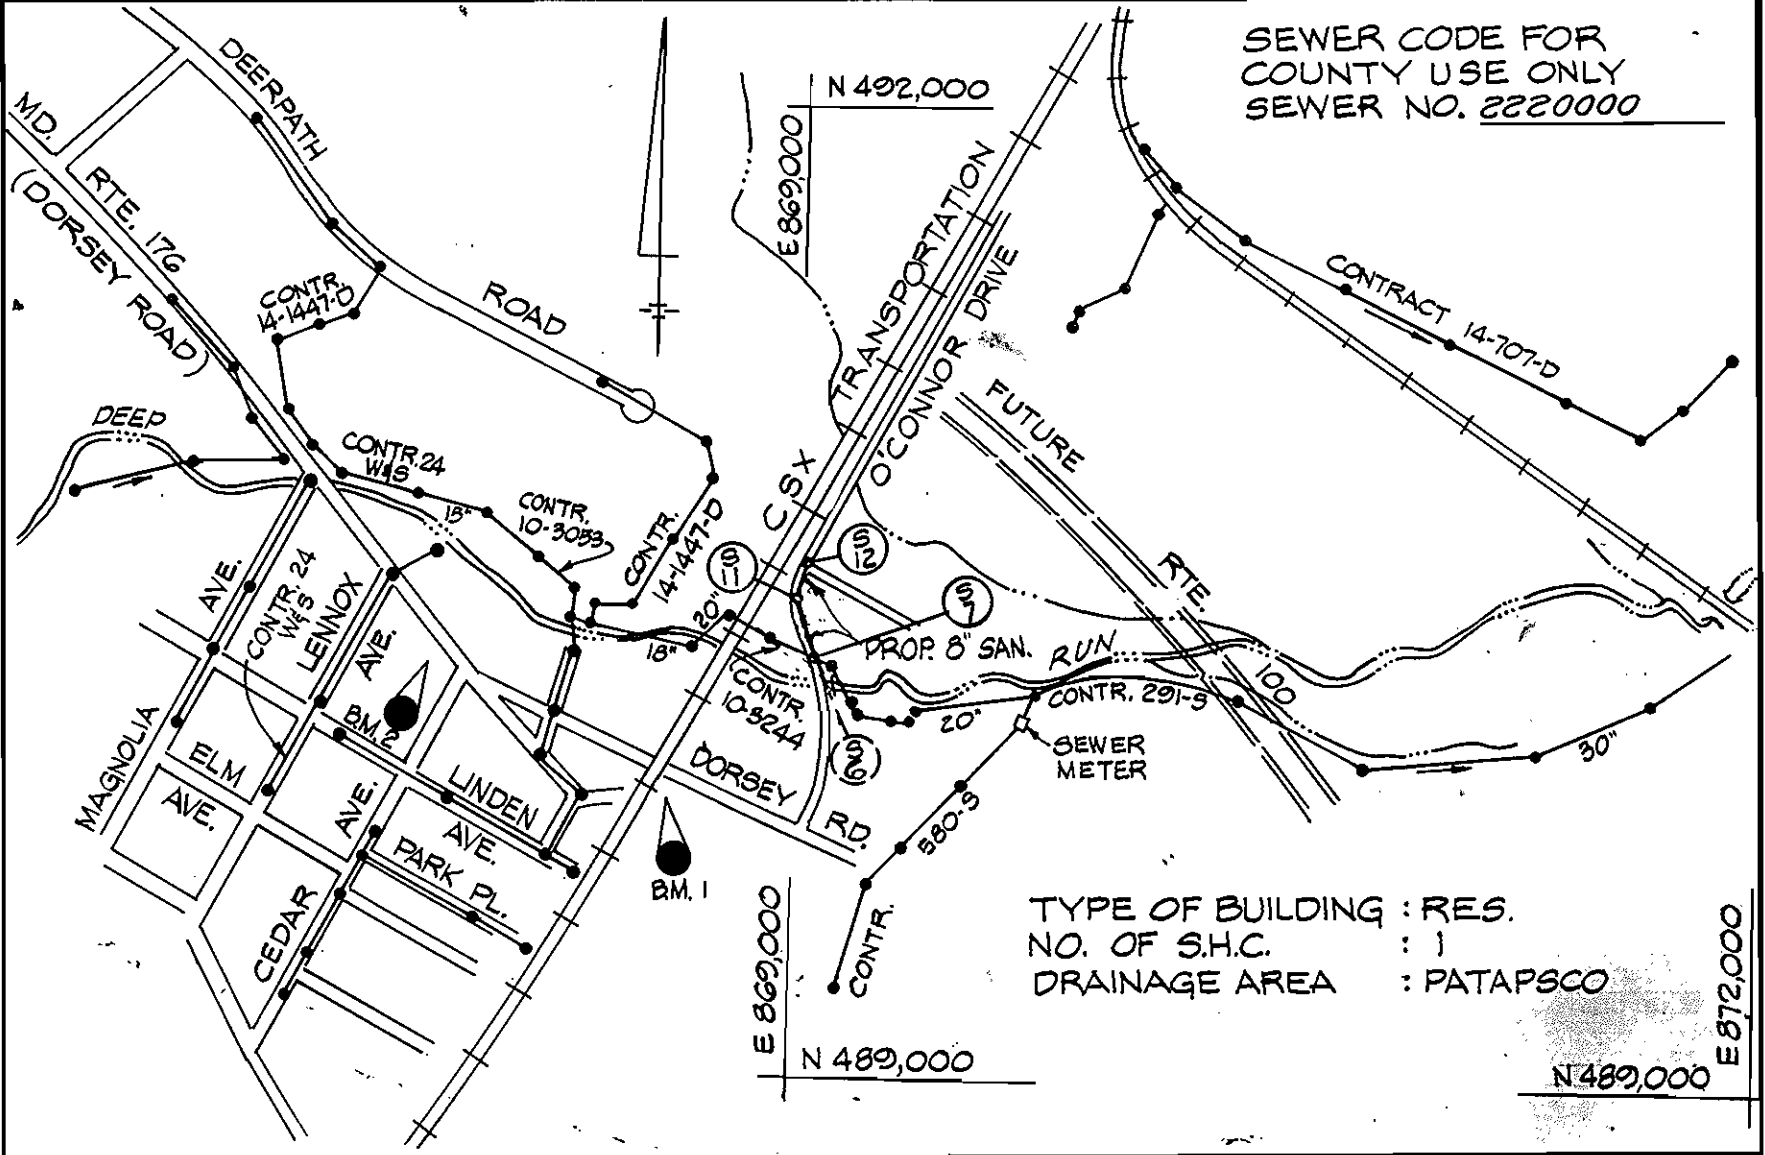 SEWER CODE FOR
COUNTY USE ONLY
SEWER NO. 2220000
N 492,000
E 869,000
DEERPATH
ROAD
MD.
RTE. 176
(DORSEY ROAD)
CONTR.
14-1447-D
DEEP
CONTR. 24
W&S
15"
CONTR.
10-3053
CONTR.
14-1447-D
CSX
TRANSPORTATION
O'CONNOR DRIVE
FUTURE
RTE.
100
CONTRACT 14-707-D
S
11
S
12
S
7
S
6
20"
18"
PROP. 8" SAN.
RUN
CONTR.
10-3244
CONTR. 291-S
20"
30"
SEWER
METER
580-S
CONTR.
DORSEY
RD.
MAGNOLIA
AVE.
CONTR. 24
W&S
LENNOX
AVE.
B.M. 2
ELM
AVE.
LINDEN
AVE.
PARK PL.
CEDAR
AVE.
B.M. 1
TYPE OF BUILDING : RES.
NO. OF S.H.C. : 1
DRAINAGE AREA : PATAPSCO
E 869,000
N 489,000
E 872,000
N 489,000